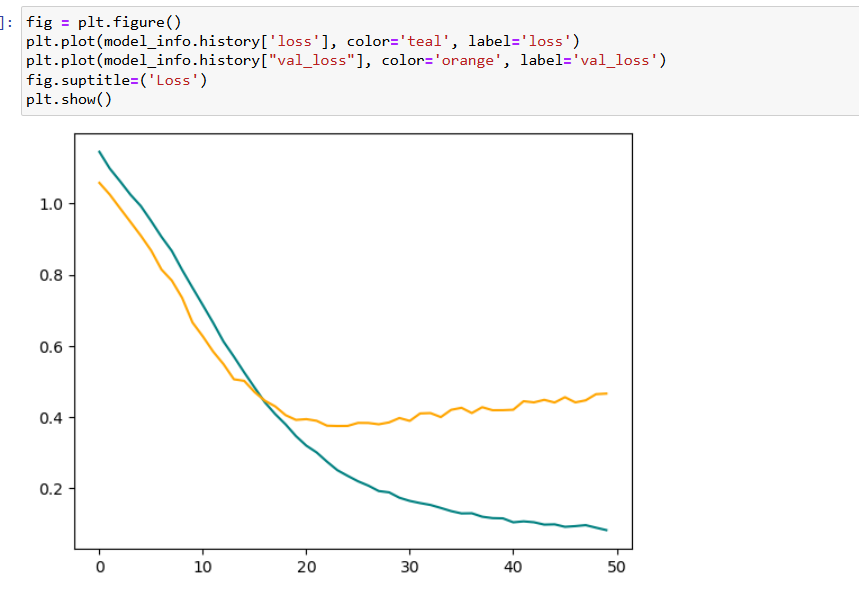 ]: fig = plt.figure()
plt.plot(model_info.history['loss'], color='teal', label='loss')
plt.plot(model_info.history["val_loss"], color='orange', label='val_loss')
fig.suptitle=('Loss')
plt.show()
1.0
0.8
0.6
0.4
0.2
0 10 20 30 40 50